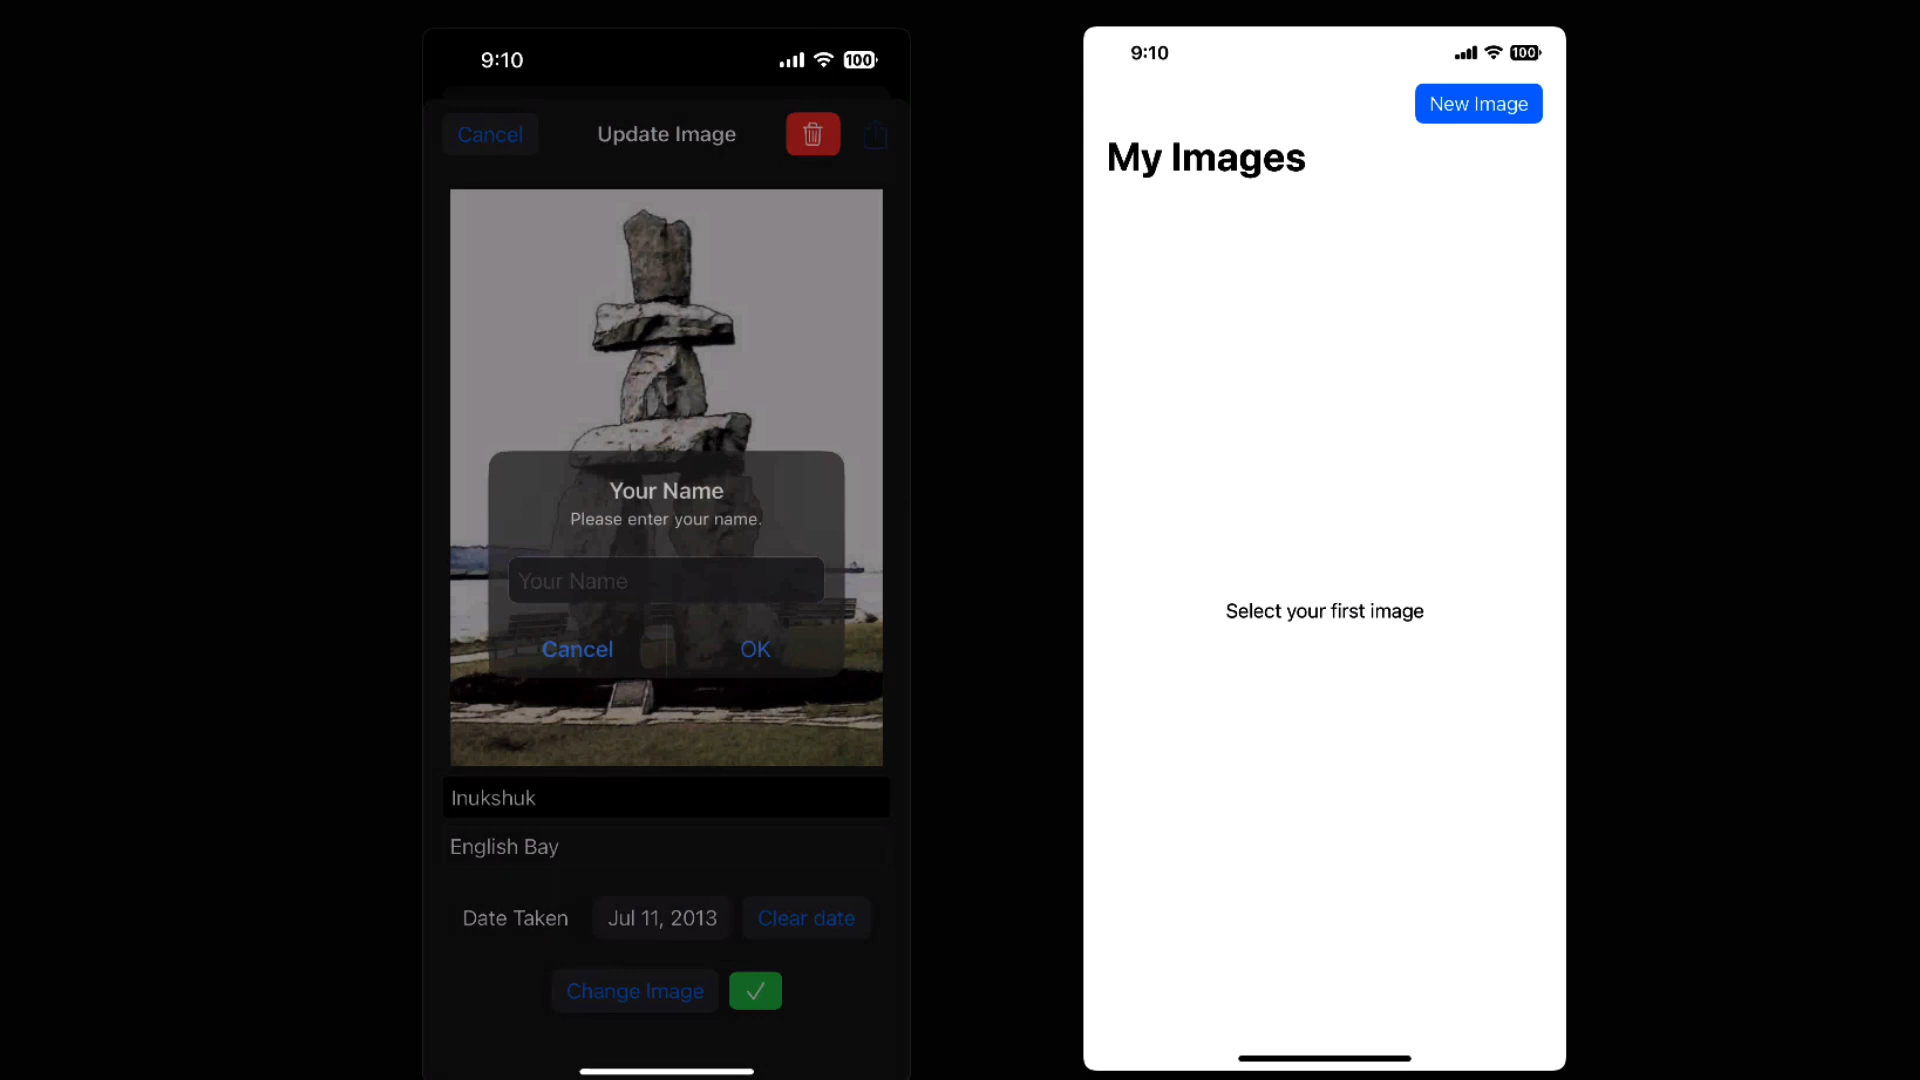 9:10
100
Cancel
Update Image
Your Name
Please enter your name.
Your Name
Cancel
OK
Inukshuk
English Bay
Date Taken
Jul 11, 2013
Clear date
Change Image
9:10
100
New Image
My Images
Select your first image